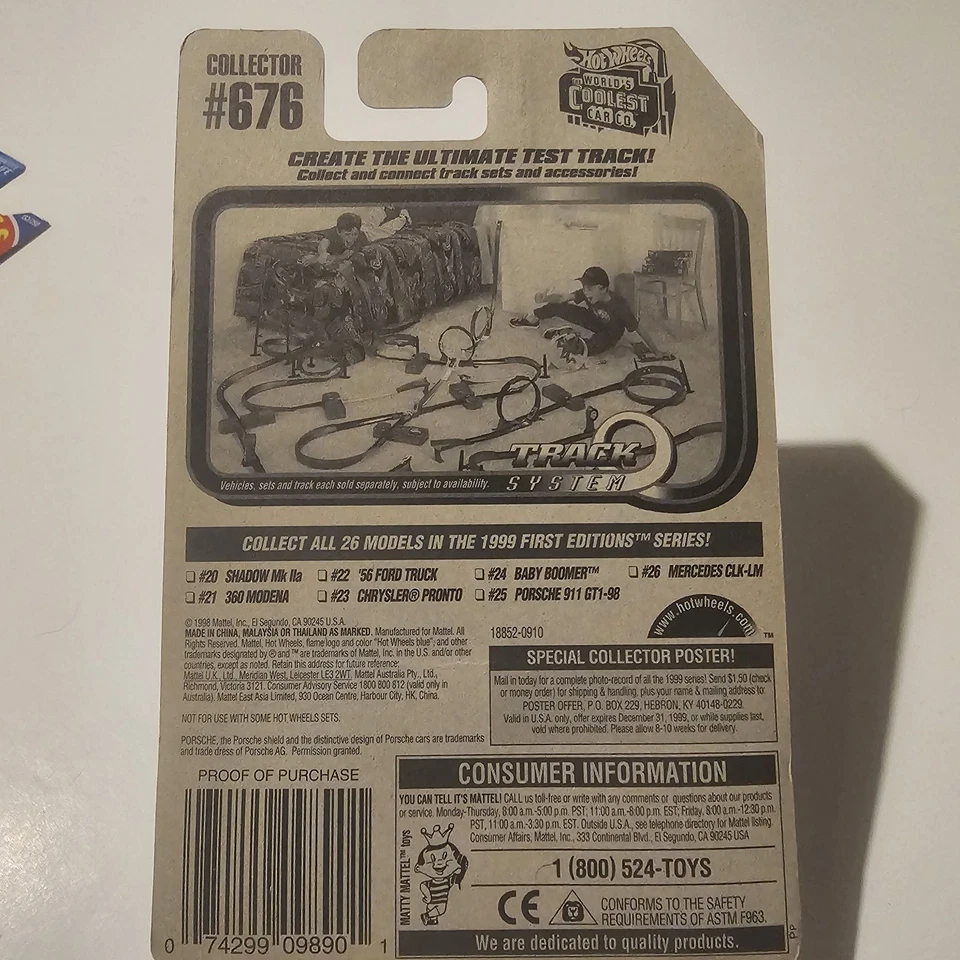 COLLECTOR
#676
HOT WHEELS
THE WORLD'S
COOLEST
CAR CO.
CREATE THE ULTIMATE TEST TRACK!
Collect and connect track sets and accessories!
TRACK
SYSTEM
Vehicles, sets and track each sold separately, subject to availability.
COLLECT ALL 26 MODELS IN THE 1999 FIRST EDITIONS™ SERIES!
❑ #20 SHADOW Mk IIa ❑ #22 '56 FORD TRUCK ❑ #24 BABY BOOMER™ ❑ #26 MERCEDES CLK-LM
❑ #21 360 MODENA ❑ #23 CHRYSLER® PRONTO ❑ #25 PORSCHE 911 GT1-98
© 1998 Mattel, Inc., El Segundo, CA 90245 U.S.A.
MADE IN CHINA, MALAYSIA OR THAILAND AS MARKED. Manufactured for Mattel. All
Rights Reserved. Mattel, Hot Wheels, flame logo and color "Hot Wheels blue"; and other
trademarks designated by ® and ™ are trademarks of Mattel, Inc. in the U.S. and/or other
countries, except as noted. Retain this address for future reference:
Mattel U.K., Ltd., Meridian West, Leicester LE3 2WT. Mattel Australia Pty., Ltd.,
Richmond, Victoria 3121. Consumer Advisory Service 1800 800 812 (valid only in
Australia). Mattel East Asia Limited, 930 Ocean Centre, Harbour City, HK, China.
NOT FOR USE WITH SOME HOT WHEELS SETS.
PORSCHE, the Porsche shield and the distinctive design of Porsche cars are trademarks
and trade dress of Porsche AG. Permission granted.
18852-0910
www.hotwheels.com ™
SPECIAL COLLECTOR POSTER!
Mail in today for a complete photo-record of all the 1999 series! Send $1.50 (check
or money order) for shipping & handling, plus your name & mailing address to:
POSTER OFFER, P.O. BOX 229, HEBRON, KY 40148-0229.
Valid in U.S.A. only, offer expires December 31, 1999, or while supplies last,
void where prohibited. Please allow 8-10 weeks for delivery.
PROOF OF PURCHASE
0 74299 09890 1
CONSUMER INFORMATION
YOU CAN TELL IT'S MATTEL! CALL us toll-free or write with any comments or questions about our products
or service. Monday-Thursday, 8:00 a.m.-5:00 p.m. PST; 11:00 a.m.-8:00 p.m. EST; Friday, 8:00 a.m.-12:30 p.m.
PST, 11:00 a.m.-3:30 p.m. EST. Outside U.S.A., see telephone directory for Mattel listing.
Consumer Affairs, Mattel, Inc., 333 Continental Blvd., El Segundo, CA 90245 USA
MATTY MATTEL™ toys
1 (800) 524-TOYS
CE
CONFORMS TO THE SAFETY
REQUIREMENTS OF ASTM F963.
We are dedicated to quality products.
PP